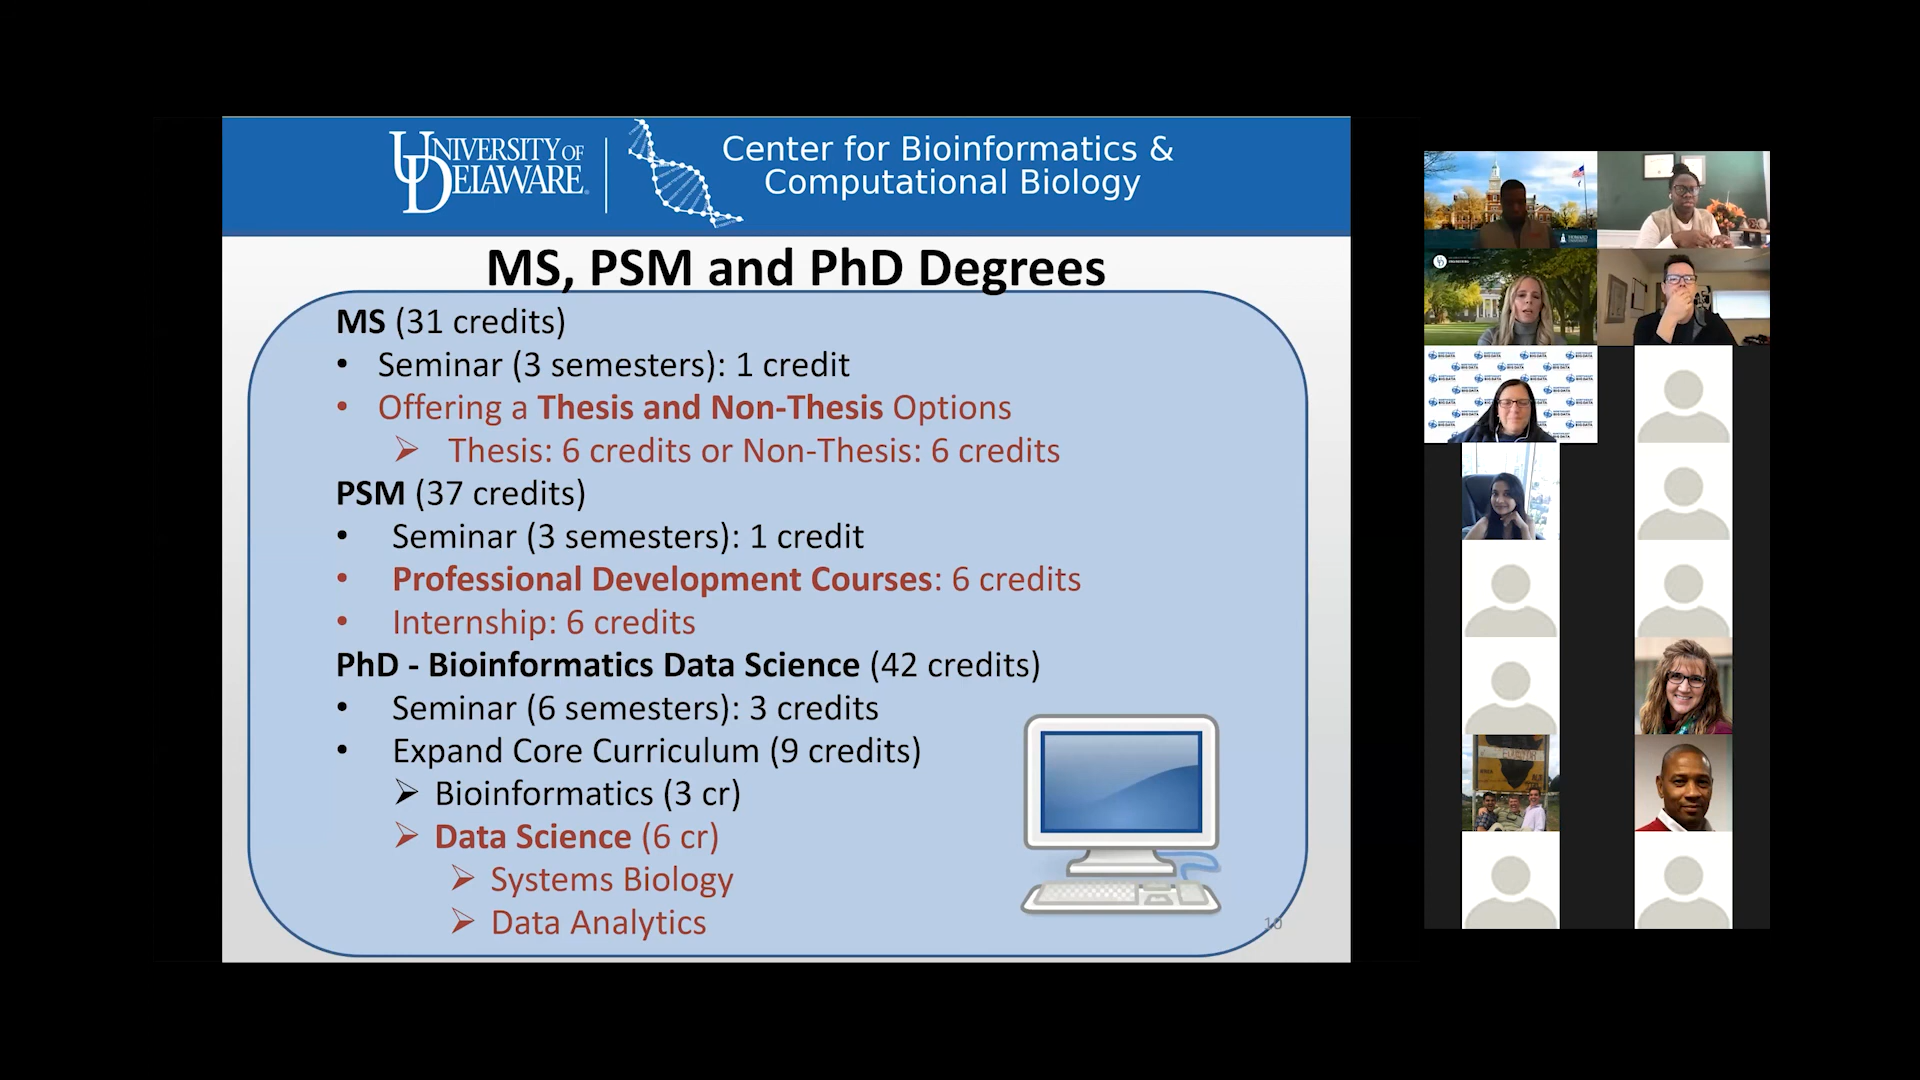 UNIVERSITY OF
DELAWARE
Center for Bioinformatics &
Computational Biology
MS, PSM and PhD Degrees
MS (31 credits)
• Seminar (3 semesters): 1 credit
• Offering a Thesis and Non-Thesis Options
➢ Thesis: 6 credits or Non-Thesis: 6 credits
PSM (37 credits)
• Seminar (3 semesters): 1 credit
• Professional Development Courses: 6 credits
• Internship: 6 credits
PhD - Bioinformatics Data Science (42 credits)
• Seminar (6 semesters): 3 credits
• Expand Core Curriculum (9 credits)
➢ Bioinformatics (3 cr)
➢ Data Science (6 cr)
➢ Systems Biology
➢ Data Analytics
10